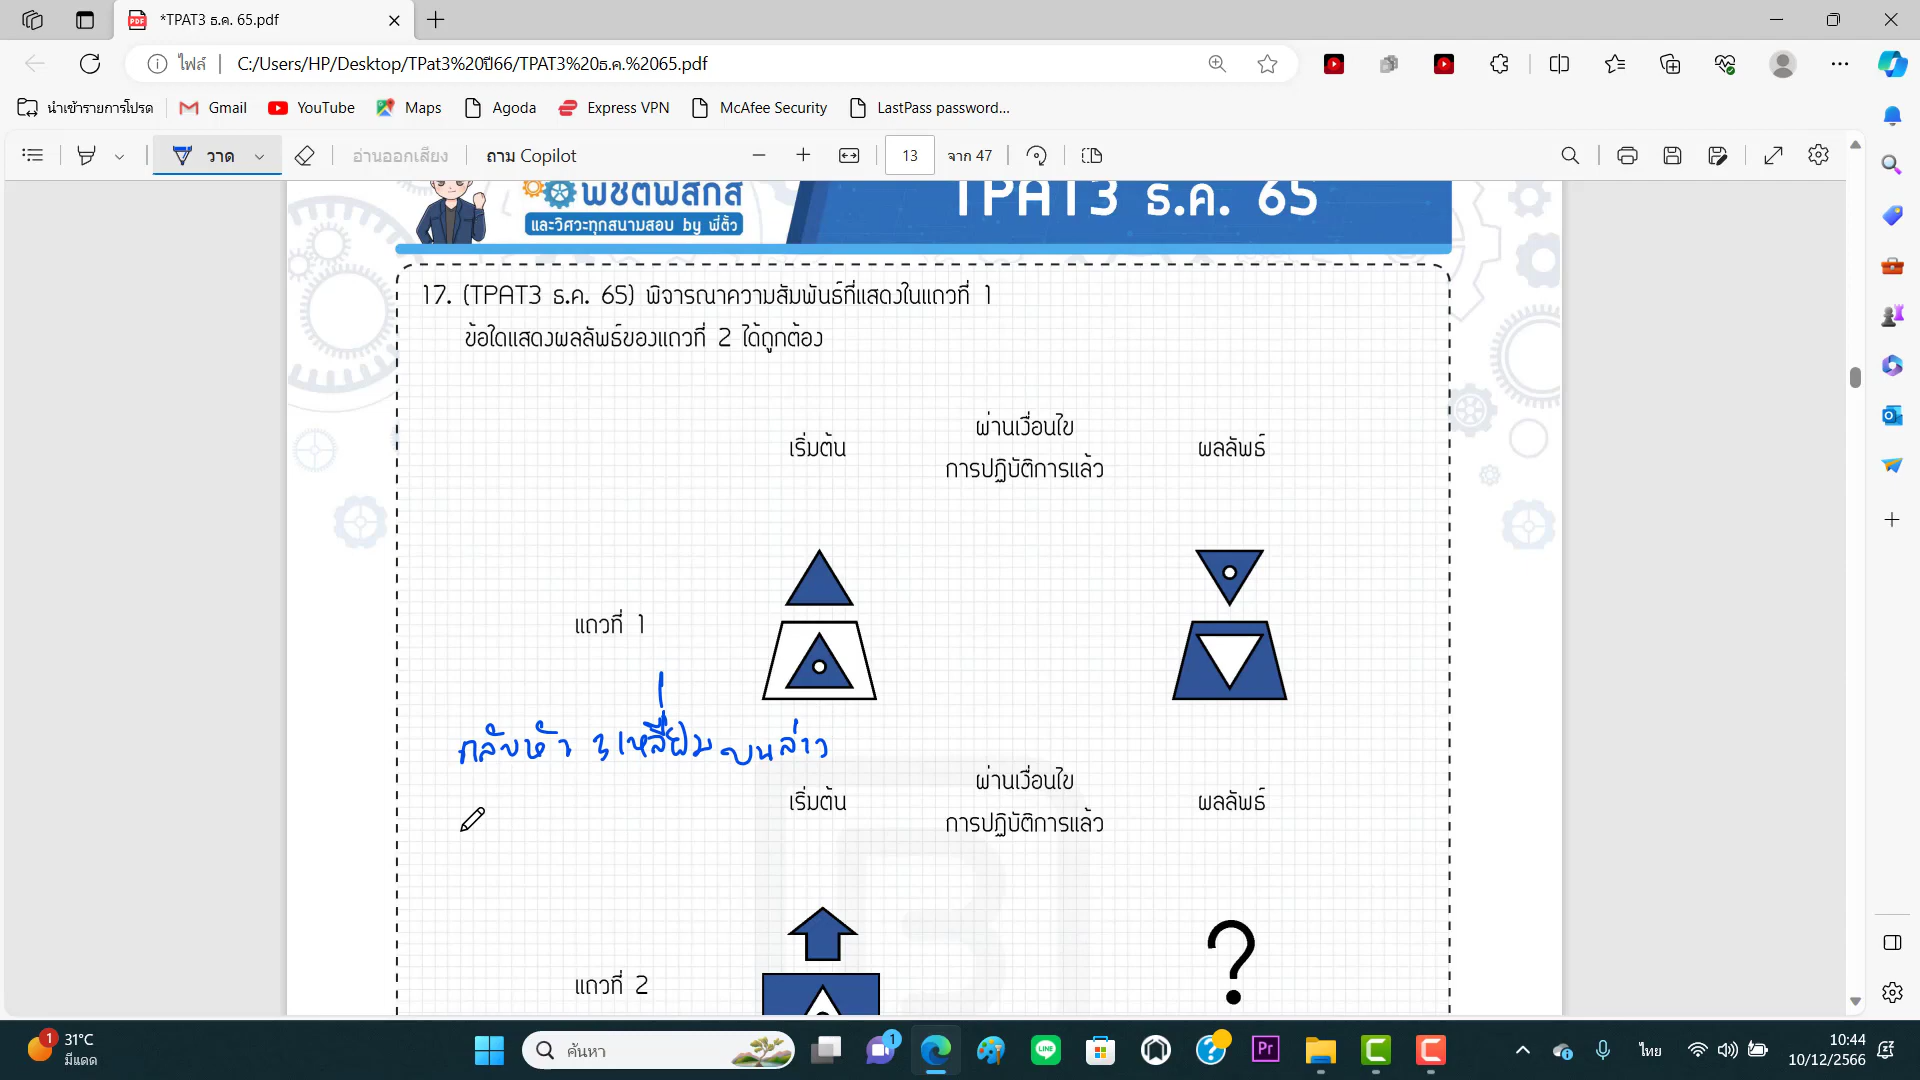 *TPAT3 ธ.ค. 65.pdf
ไฟล์
C:/Users/HP/Desktop/TPat3%20ปี66/TPAT3%20ธ.ค.%2065.pdf
นำเข้ารายการโปรด
Gmail
YouTube
Maps
Agoda
Express VPN
McAfee Security
LastPass password...
วาด
อ่านออกเสียง
ถาม Copilot
13
จาก 47
พิชิตฟิสิกส์
และวิศวะทุกสนามสอบ by พี่ตั้ว
TPAT3 ธ.ค. 65
17. (TPAT3 ธ.ค. 65) พิจารณาความสัมพันธ์ที่แสดงในแถวที่ 1
ข้อใดแสดงผลลัพธ์ของแถวที่ 2 ได้ถูกต้อง
เริ่มต้น
ผ่านเงื่อนไข
การปฏิบัติการแล้ว
ผลลัพธ์
แถวที่ 1
กลับหัว 3 เหลี่ยม บนล่าง
เริ่มต้น
ผ่านเงื่อนไข
การปฏิบัติการแล้ว
ผลลัพธ์
แถวที่ 2
?
1
31°C
มีแดด
ค้นหา
1
LINE
Pr
ไทย
10:44
10/12/2566